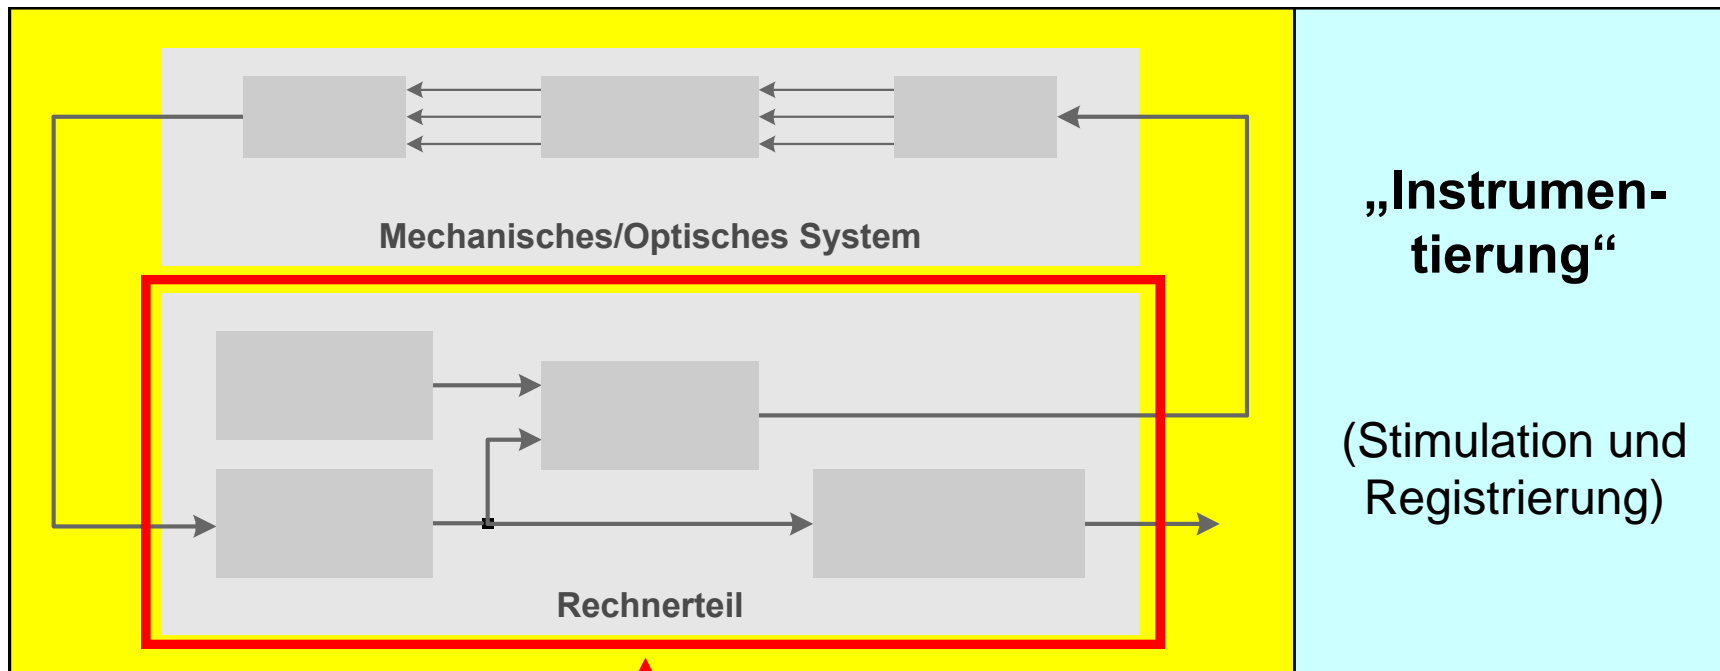 Mechanisches/Optisches System
Rechnerteil
„Instrumen-
tierung“
(Stimulation und
Registrierung)